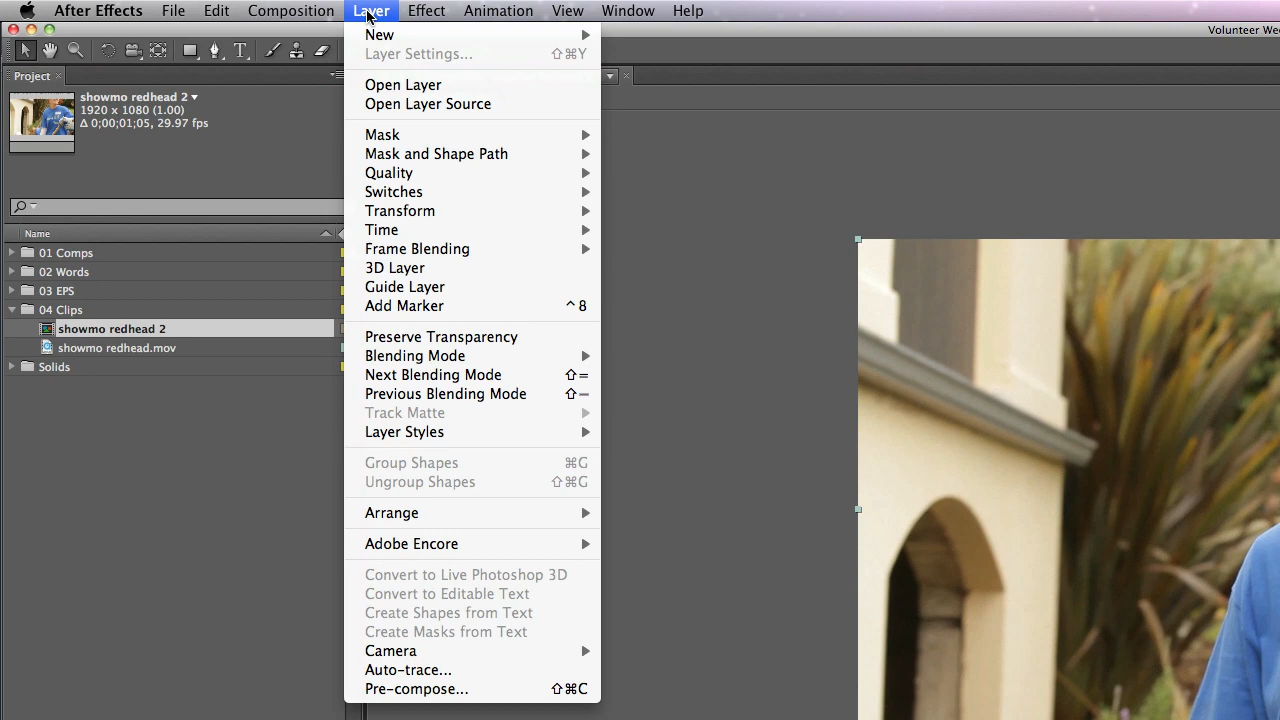 After Effects File Edit Composition Layer Effect Animation View Window Help
Volunteer We
Project
showmo redhead 2
1920 x 1080 (1.00)
Δ 0;00;01;05, 29.97 fps
Name
01 Comps
02 Words
03 EPS
04 Clips
showmo redhead 2
showmo redhead.mov
Solids
New
Layer Settings... ⇧⌘Y
Open Layer
Open Layer Source
Mask
Mask and Shape Path
Quality
Switches
Transform
Time
Frame Blending
3D Layer
Guide Layer
Add Marker ^8
Preserve Transparency
Blending Mode
Next Blending Mode ⇧=
Previous Blending Mode ⇧–
Track Matte
Layer Styles
Group Shapes ⌘G
Ungroup Shapes ⇧⌘G
Arrange
Adobe Encore
Convert to Live Photoshop 3D
Convert to Editable Text
Create Shapes from Text
Create Masks from Text
Camera
Auto-trace...
Pre-compose... ⇧⌘C